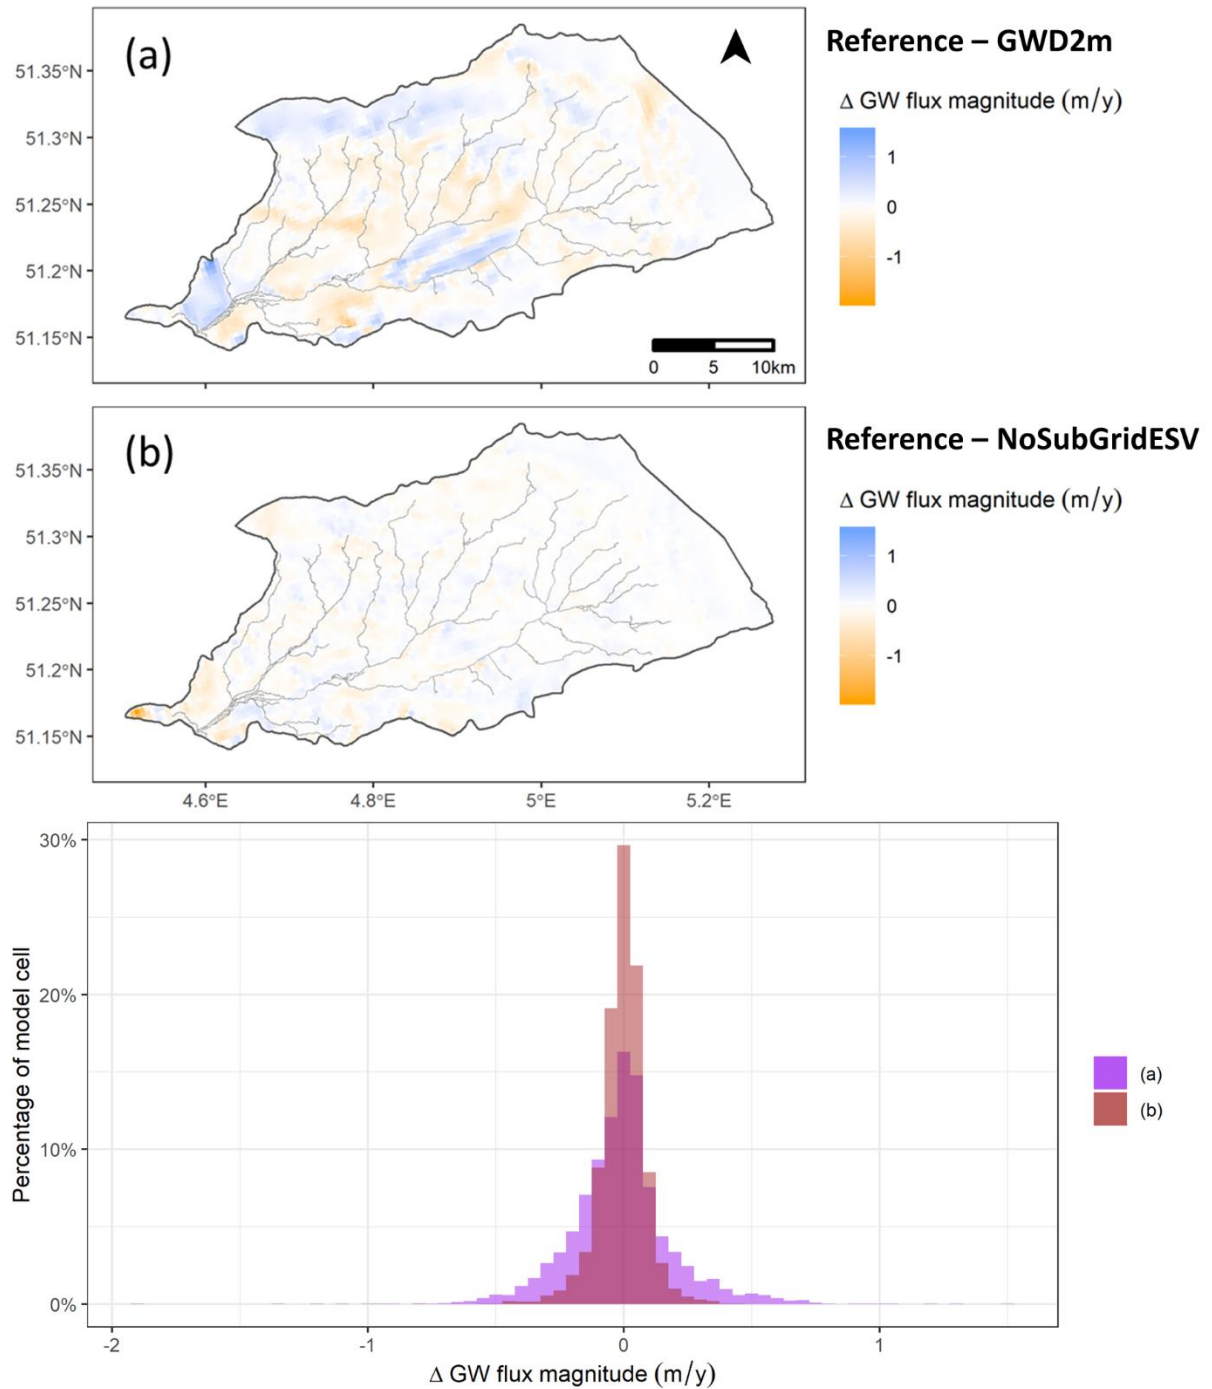 (a)
Reference – GWD2m
Δ GW flux magnitude (m/y)
1
0
-1
51.35°N
51.3°N
51.25°N
51.2°N
51.15°N
0 5 10km
(b)
Reference – NoSubGridESV
Δ GW flux magnitude (m/y)
1
0
-1
51.35°N
51.3°N
51.25°N
51.2°N
51.15°N
4.6°E 4.8°E 5°E 5.2°E
30%
20%
10%
0%
Percentage of model cell
(a)
(b)
-2 -1 0 1
Δ GW flux magnitude (m/y)